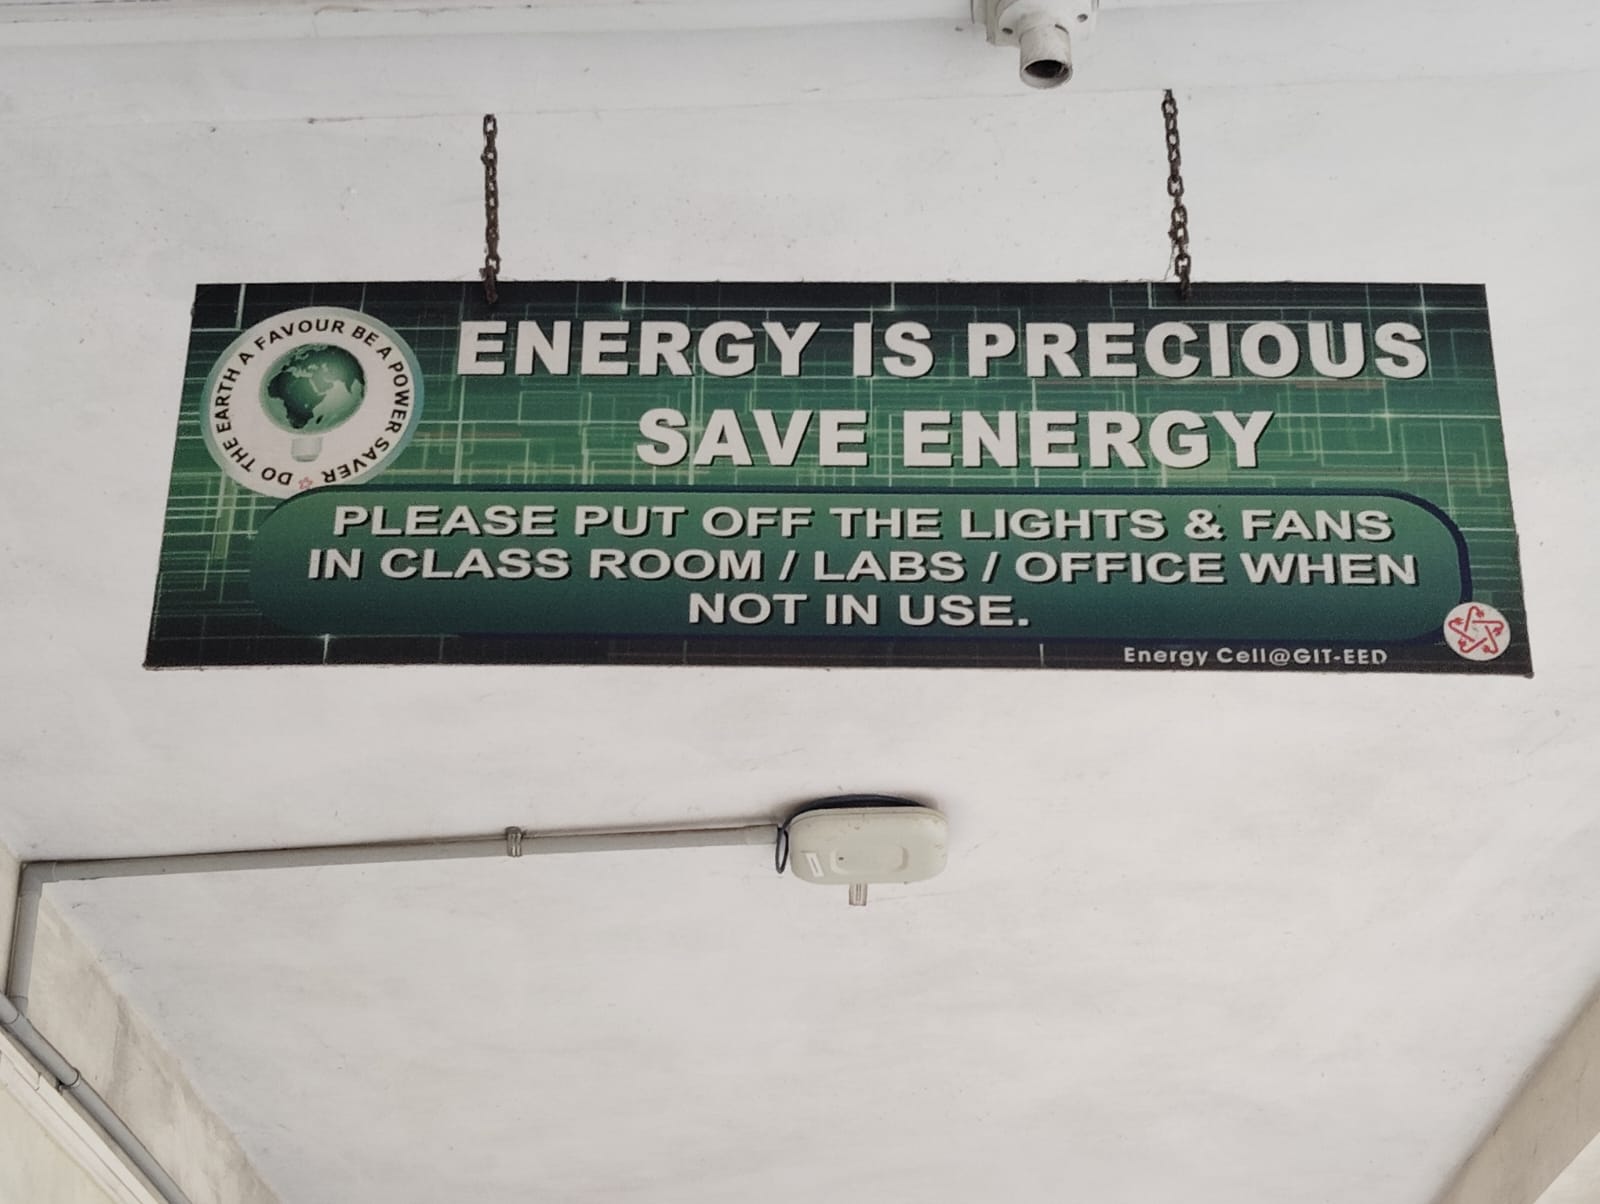 DO THE EARTH A FAVOUR BE A POWER SAVER
ENERGY IS PRECIOUS
SAVE ENERGY
PLEASE PUT OFF THE LIGHTS & FANS
IN CLASS ROOM / LABS / OFFICE WHEN
NOT IN USE.
Energy Cell@GIT-EED